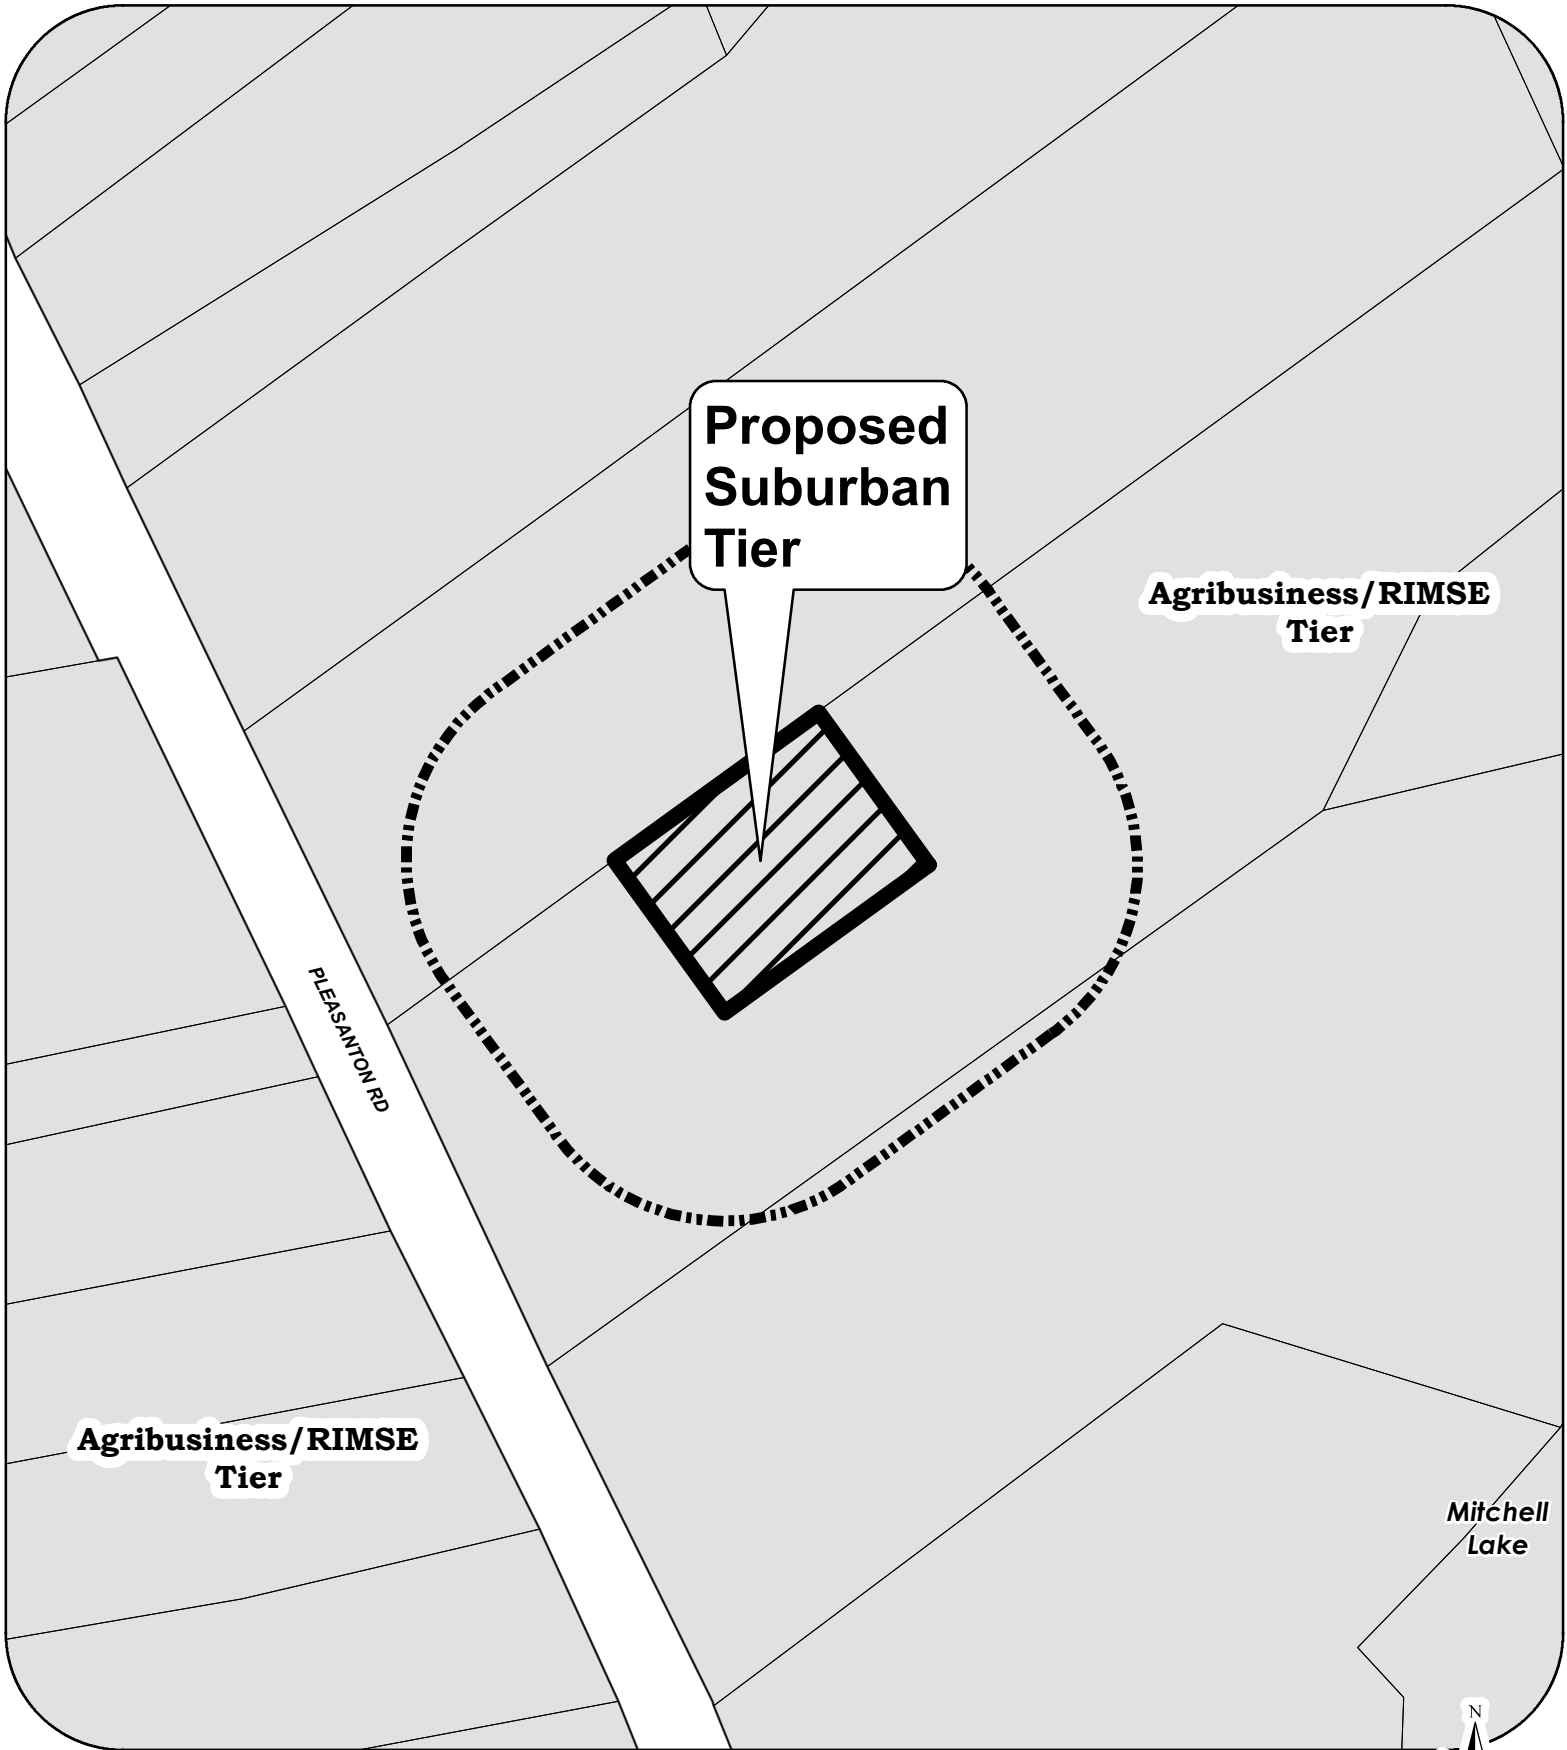 Proposed
Suburban
Tier
Agribusiness/RIMSE
Tier
PLEASANTON RD
Agribusiness/RIMSE
Tier
Mitchell
Lake
N